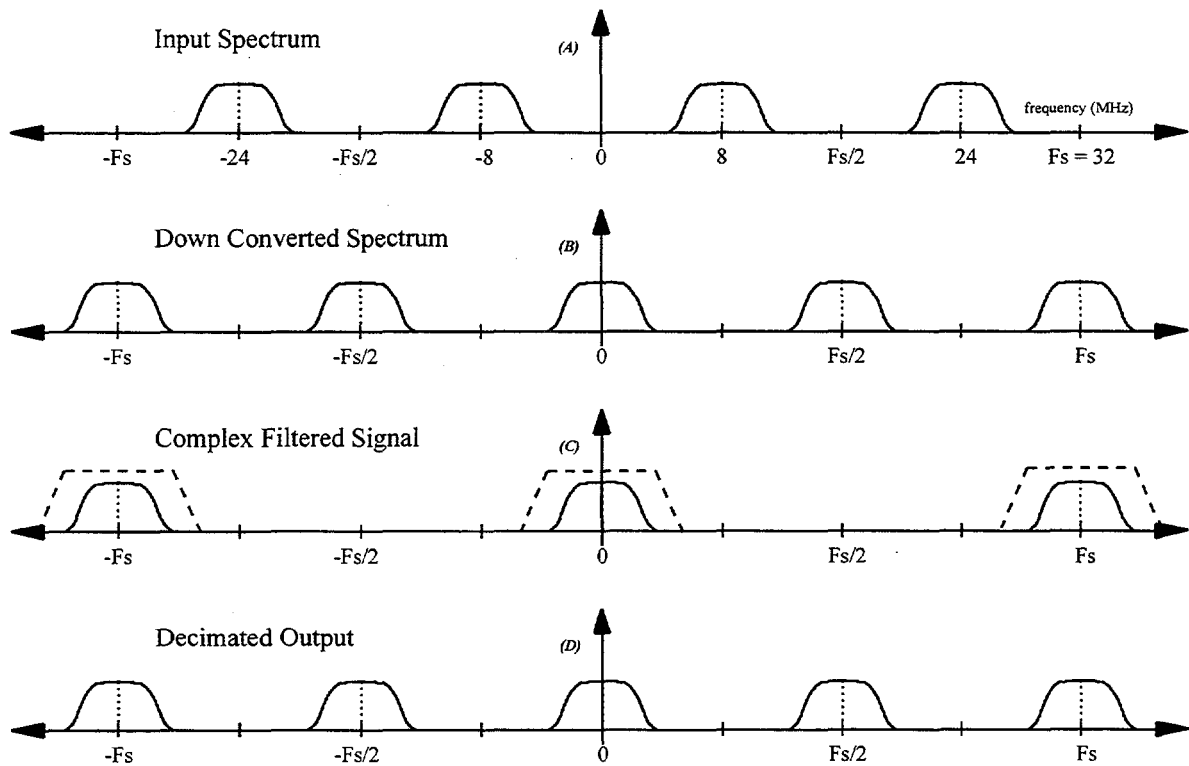 Input Spectrum
(A)
frequency (MHz)
-Fs -24 -Fs/2 -8 0 8 Fs/2 24 Fs = 32
Down Converted Spectrum
(B)
-Fs -Fs/2 0 Fs/2 Fs
Complex Filtered Signal
(C)
-Fs -Fs/2 0 Fs/2 Fs
Decimated Output
(D)
-Fs -Fs/2 0 Fs/2 Fs